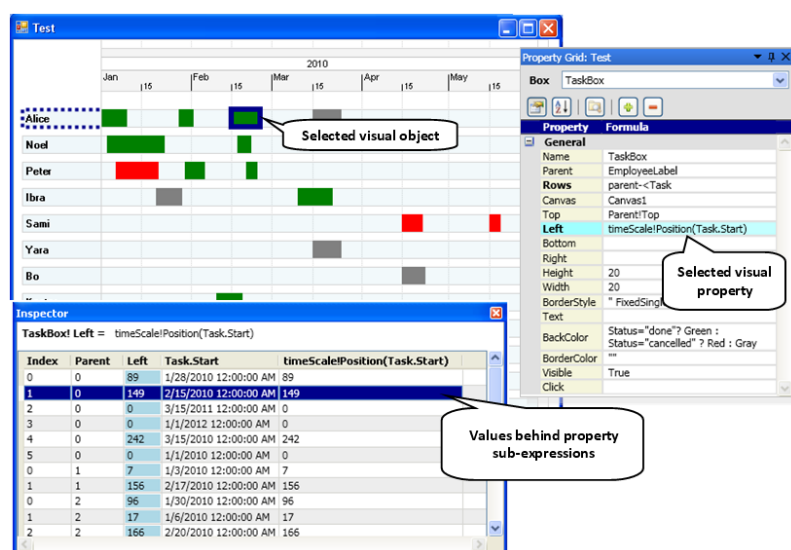 Test
2010
Jan 15 Feb 15 Mar 15 Apr 15 May 15
Alice
Noel
Peter
Ibra
Sami
Yara
Bo
Selected visual object
Property Grid: Test
Box TaskBox
Property Formula
General
Name TaskBox
Parent EmployeeLabel
Rows parent-<Task
Canvas Canvas1
Top Parent!Top
Left timeScale!Position(Task.Start)
Bottom
Right
Height 20
Width 20
BorderStyle " FixedSingl
Text
BackColor Status="done"? Green :
Status="cancelled" ? Red : Gray
BorderColor ""
Visible True
Click
Selected visual
property
Inspector
TaskBox! Left = timeScale!Position(Task.Start)
Index Parent Left Task.Start timeScale!Position(Task.Start)
0 0 89 1/28/2010 12:00:00 AM 89
1 0 149 2/15/2010 12:00:00 AM 149
2 0 0 3/15/2011 12:00:00 AM 0
3 0 0 1/1/2012 12:00:00 AM 0
4 0 242 3/15/2010 12:00:00 AM 242
5 0 0 1/1/2010 12:00:00 AM 0
0 1 7 1/3/2010 12:00:00 AM 7
1 1 156 2/17/2010 12:00:00 AM 156
0 2 96 1/30/2010 12:00:00 AM 96
1 2 17 1/6/2010 12:00:00 AM 17
2 2 166 2/20/2010 12:00:00 AM 166
Values behind property
sub-expressions